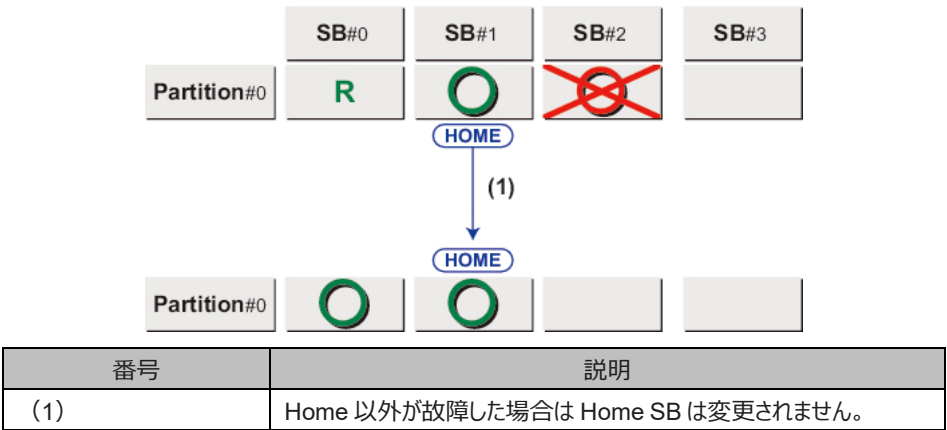 SB#0 SB#1 SB#2 SB#3
Partition#0 R
HOME
(1)
HOME
Partition#0
番号 説明
（1） Home 以外が故障した場合は Home SB は変更されません。